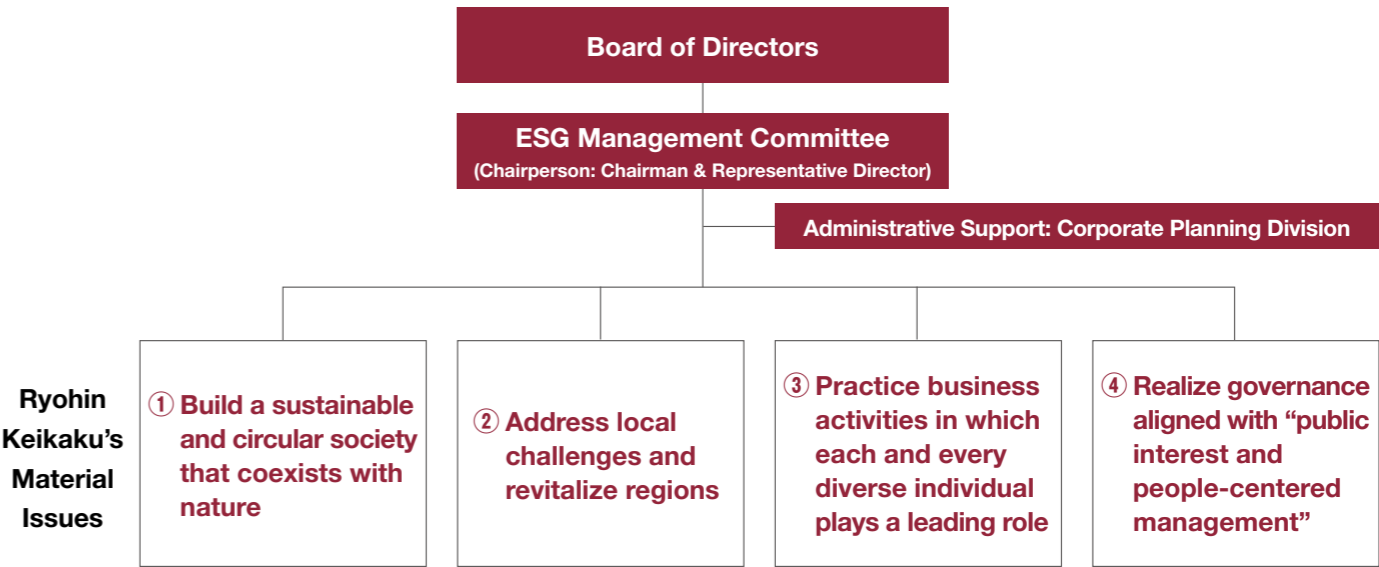 Board of Directors
ESG Management Committee
(Chairperson: Chairman & Representative Director)
Administrative Support: Corporate Planning Division
Ryohin
Keikaku’s
Material
Issues
① Build a sustainable
and circular society
that coexists with
nature
② Address local
challenges and
revitalize regions
③ Practice business
activities in which
each and every
diverse individual
plays a leading role
④ Realize governance
aligned with “public
interest and
people-centered
management”